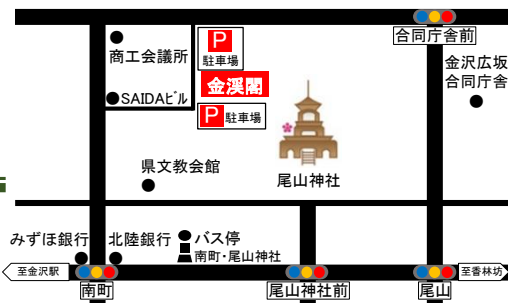 商工会議所
P
駐車場
合同庁舎前
金沢広坂
合同庁舎
金渓閣
SAIDAビル
P 駐車場
県文教会館
尾山神社
みずほ銀行
北陸銀行
バス停
南町・尾山神社
至金沢駅
南町
尾山神社前
尾山
至香林坊